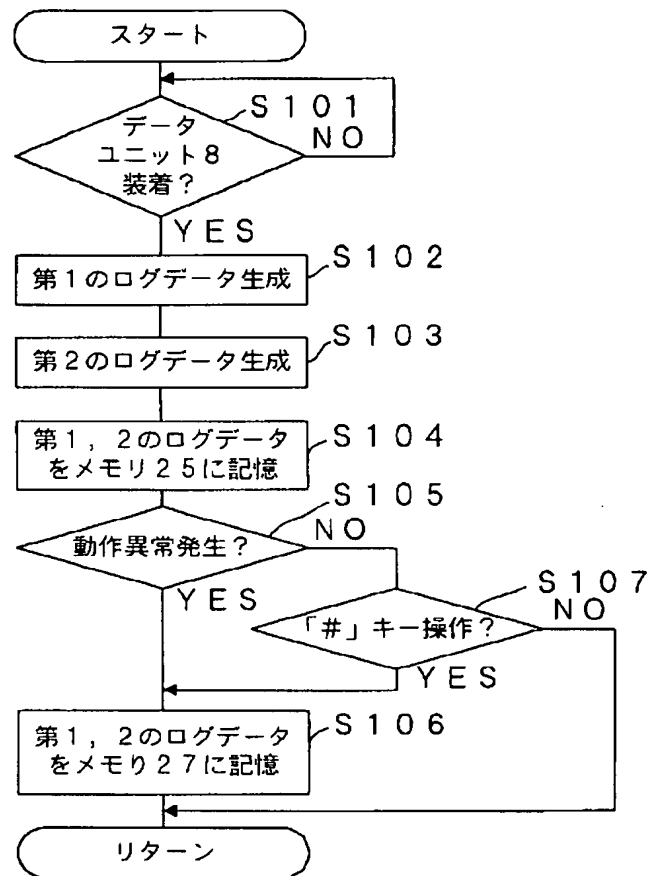 スタート
S101
データ
ユニット8
装着?
NO
YES
第1のログデータ生成
S102
第2のログデータ生成
S103
第1,2のログデータ
をメモリ25に記憶
S104
動作異常発生?
S105
NO
YES
「#」キー操作?
S107
NO
YES
第1,2のログデータ
をメモり27に記憶
S106
リターン